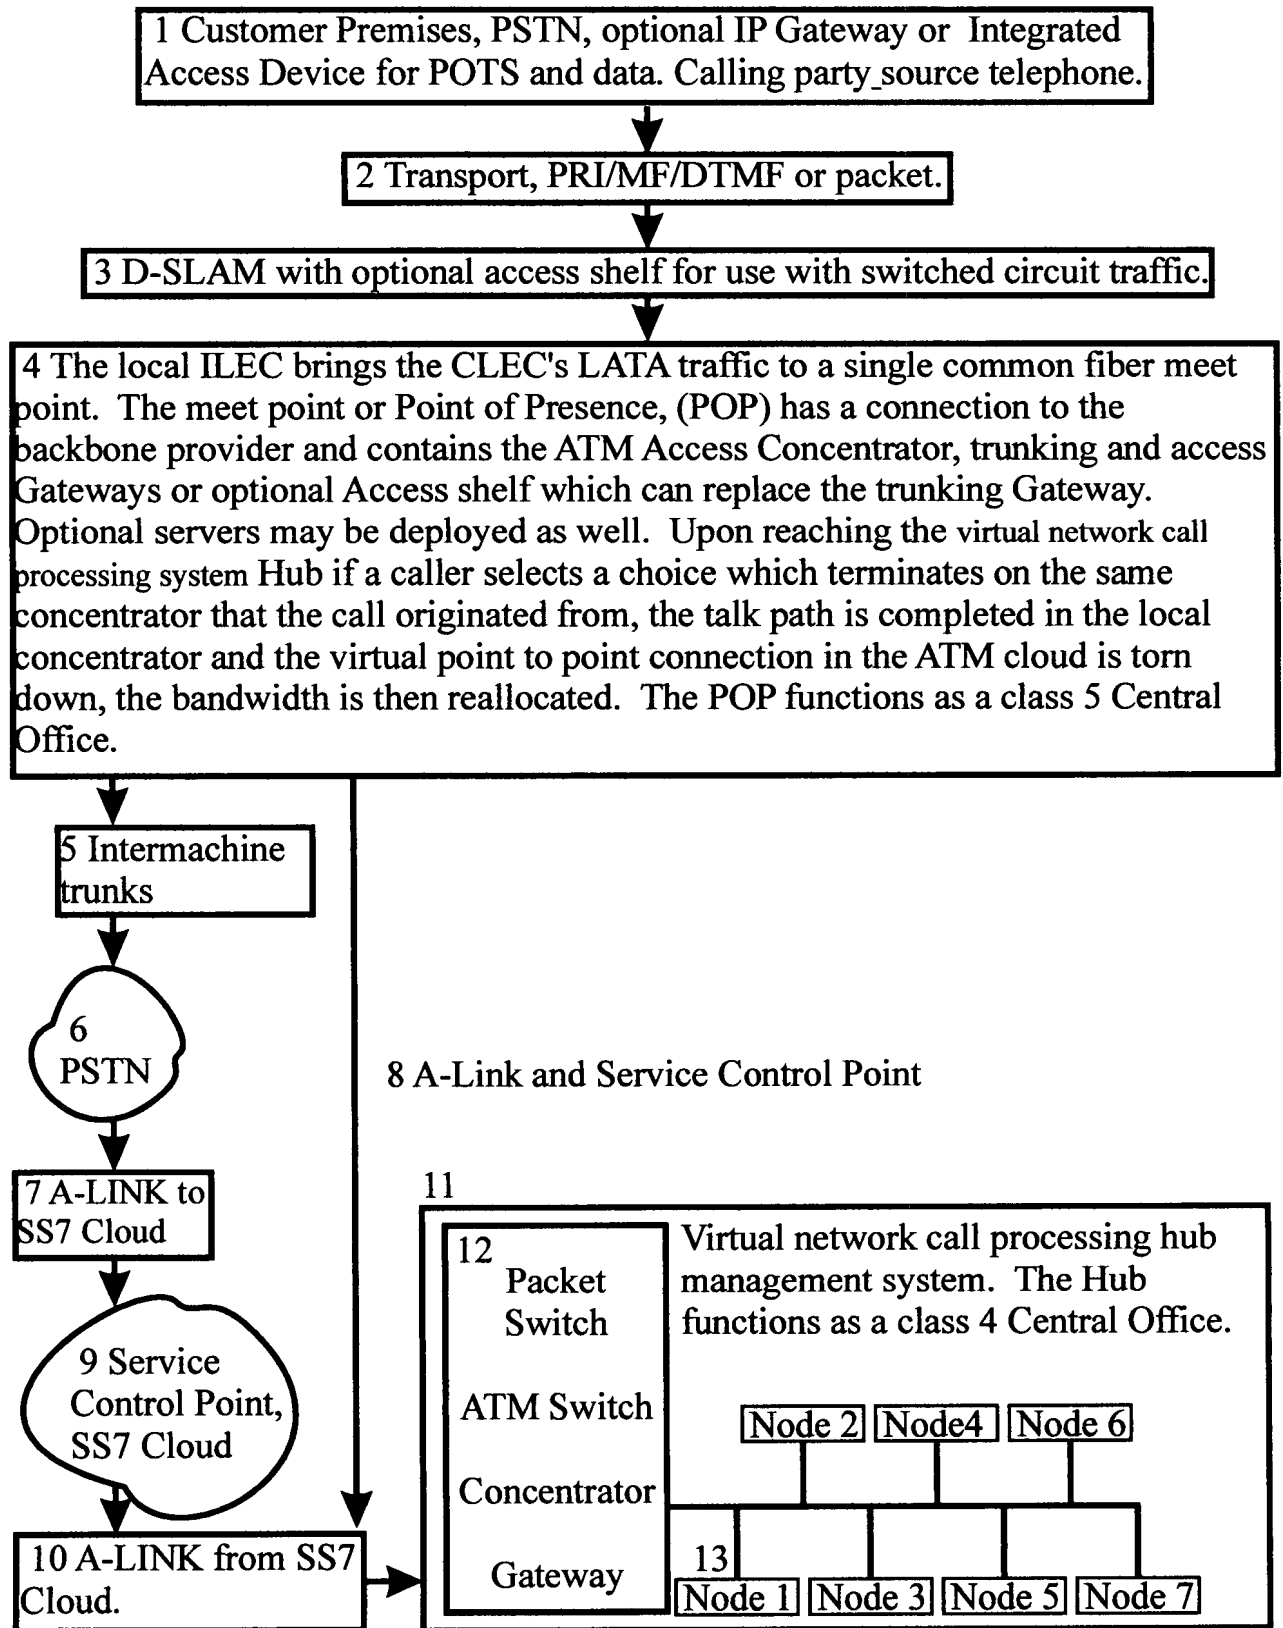 1 Customer Premises, PSTN, optional IP Gateway or Integrated
Access Device for POTS and data. Calling party_source telephone.
2 Transport, PRI/MF/DTMF or packet.
3 D-SLAM with optional access shelf for use with switched circuit traffic.
4 The local ILEC brings the CLEC's LATA traffic to a single common fiber meet
point. The meet point or Point of Presence, (POP) has a connection to the
backbone provider and contains the ATM Access Concentrator, trunking and access
Gateways or optional Access shelf which can replace the trunking Gateway.
Optional servers may be deployed as well. Upon reaching the virtual network call
processing system Hub if a caller selects a choice which terminates on the same
concentrator that the call originated from, the talk path is completed in the local
concentrator and the virtual point to point connection in the ATM cloud is torn
down, the bandwidth is then reallocated. The POP functions as a class 5 Central
Office.
5 Intermachine
trunks
6
PSTN
8 A-Link and Service Control Point
7 A-LINK to
SS7 Cloud
9 Service
Control Point,
SS7 Cloud
10 A-LINK from SS7
Cloud.
11
12
Packet
Switch
ATM Switch
Concentrator
Gateway
Virtual network call processing hub
management system. The Hub
functions as a class 4 Central Office.
Node 2
Node4
Node 6
13
Node 1
Node 3
Node 5
Node 7